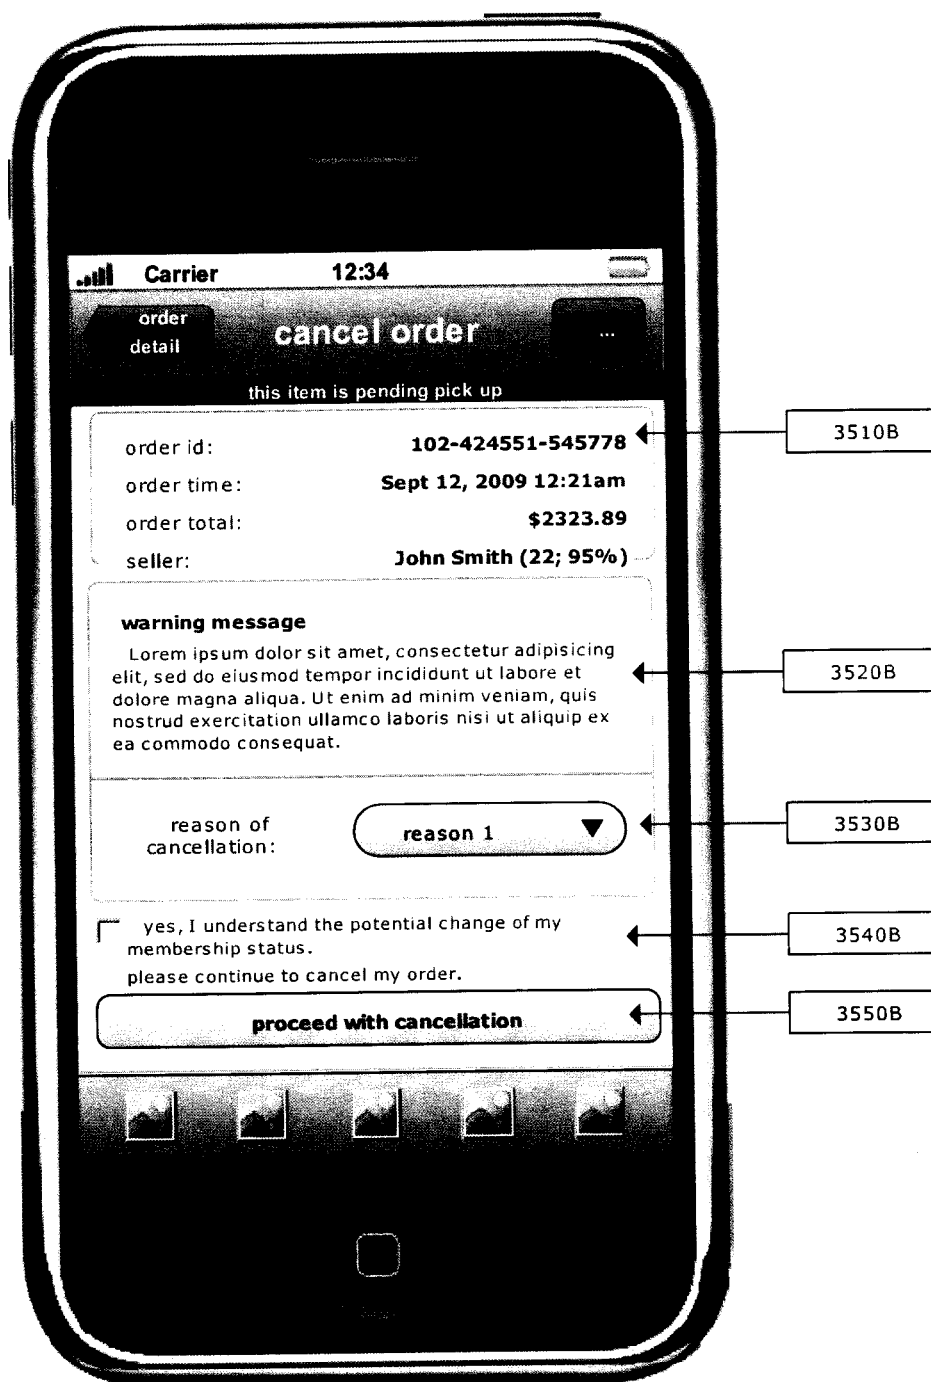 Carrier 12:34
order
detail
cancel order
...
this item is pending pick up
order id: 102-424551-545778
3510B
order time: Sept 12, 2009 12:21am
order total: $2323.89
seller: John Smith (22; 95%)
warning message
Lorem ipsum dolor sit amet, consectetur adipisicing
elit, sed do eiusmod tempor incididunt ut labore et
dolore magna aliqua. Ut enim ad minim veniam, quis
nostrud exercitation ullamco laboris nisi ut aliquip ex
ea commodo consequat.
3520B
reason of
cancellation:
reason 1
3530B
yes, I understand the potential change of my
membership status.
please continue to cancel my order.
3540B
proceed with cancellation
3550B